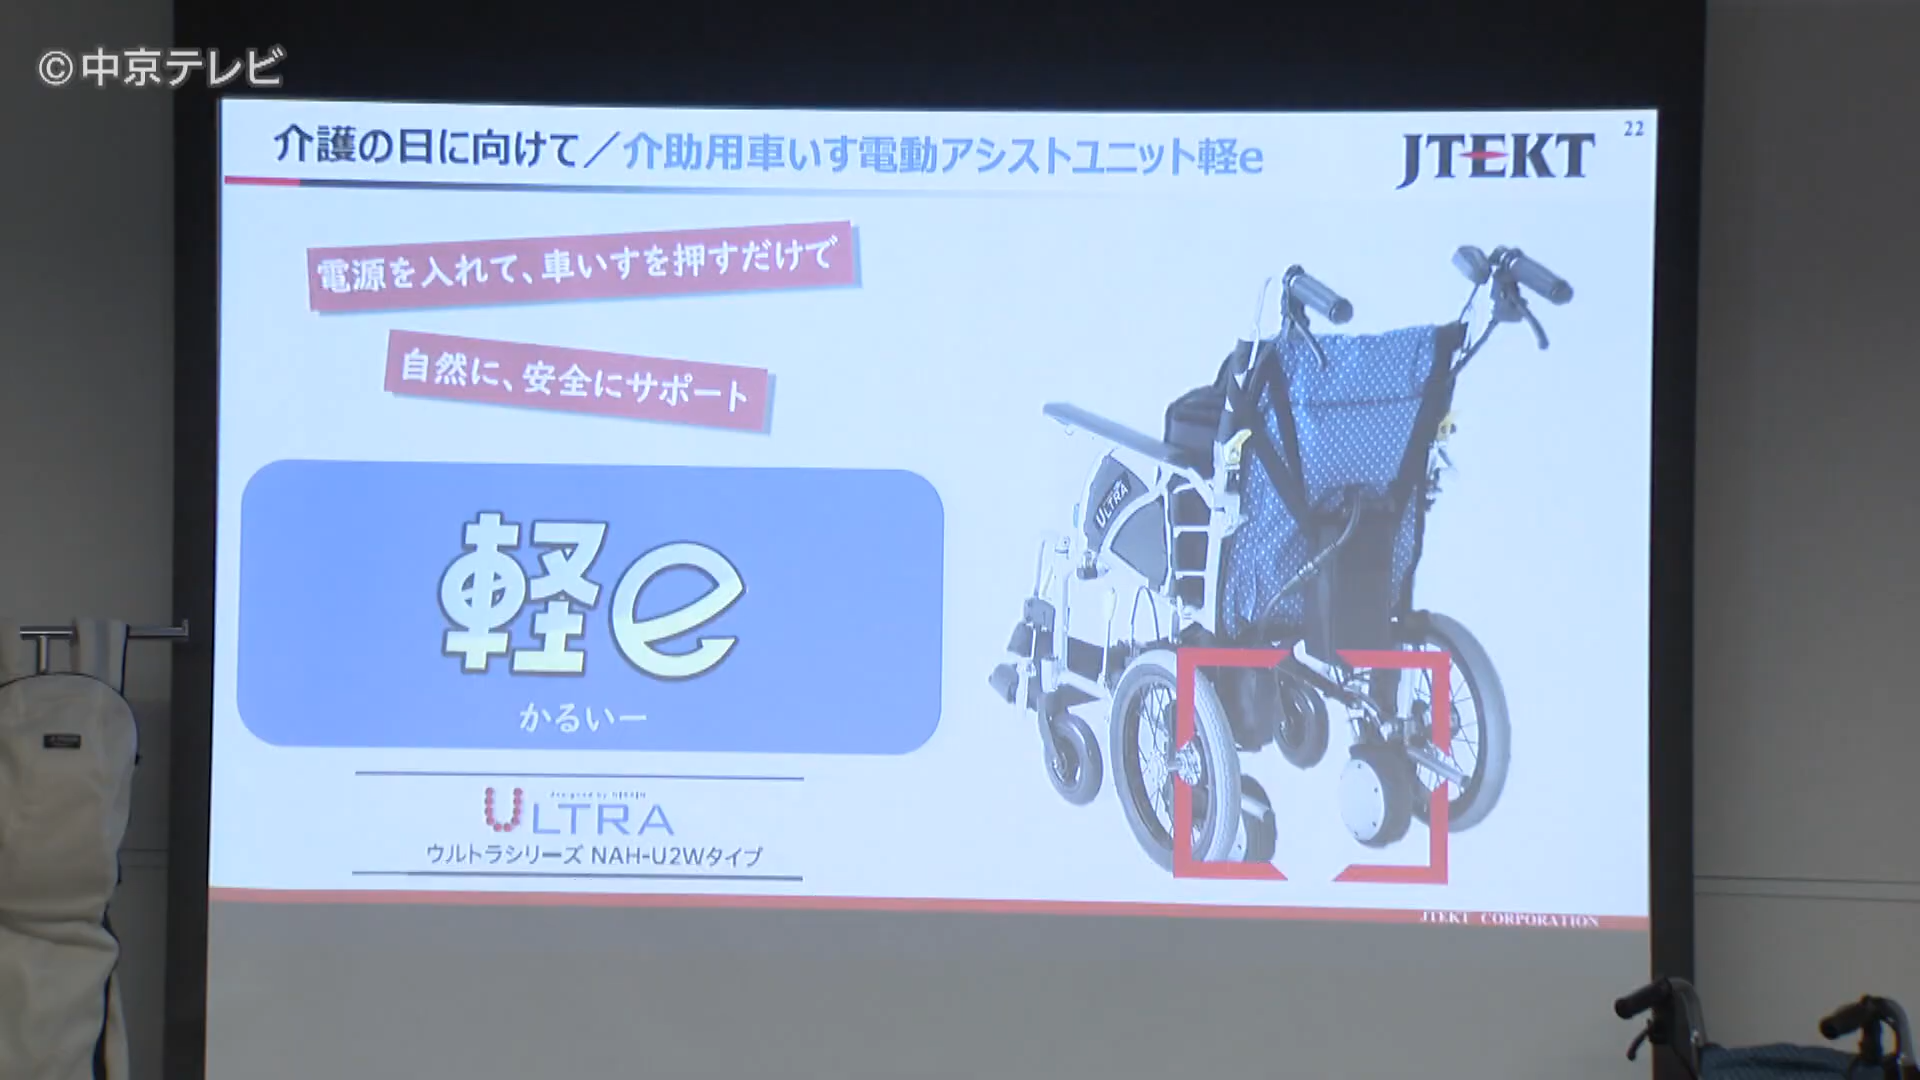 ©中京テレビ
介護の日に向けて／介助用車いす電動アシストユニット軽e
JTEKT
22
電源を入れて、車いすを押すだけで
自然に、安全にサポート
軽e
かるいー
ULTRA
ULTRA
ウルトラシリーズ NAH-U2Wタイプ
JTEKT CORPORATION